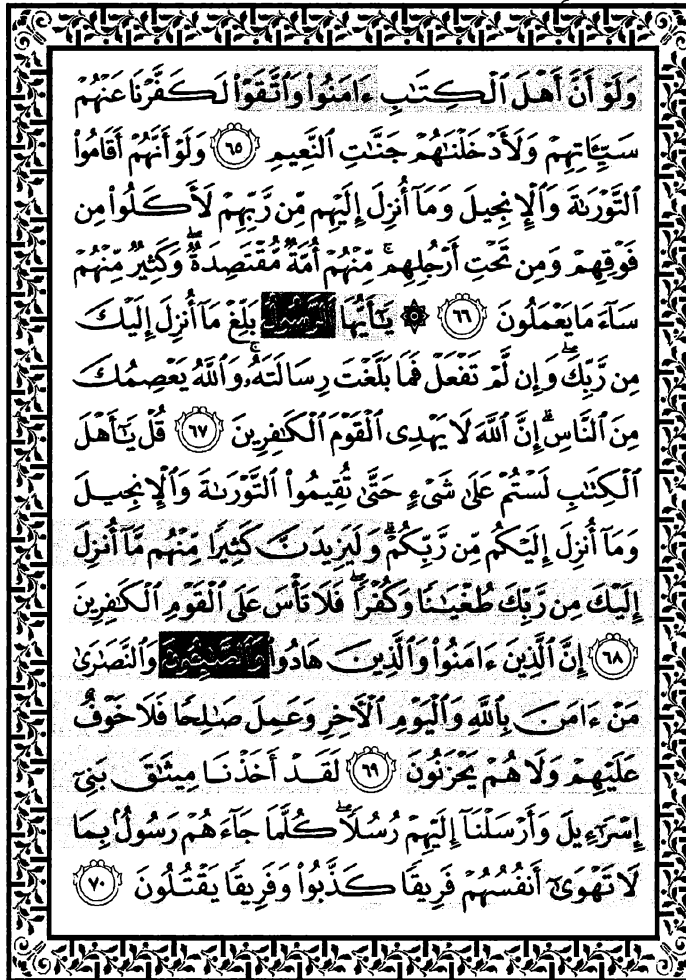 وَلَوْ أَنَّ أَهْلَ ٱلْكِتَٰبِ ءَامَنُوا۟ وَٱتَّقَوْا۟ لَكَفَّرْنَا عَنْهُمْ
سَيِّـَٔاتِهِمْ وَلَأَدْخَلْنَٰهُمْ جَنَّٰتِ ٱلنَّعِيمِ ٦٥ وَلَوْ أَنَّهُمْ أَقَامُوا۟
ٱلتَّوْرَىٰةَ وَٱلْإِنجِيلَ وَمَآ أُنزِلَ إِلَيْهِم مِّن رَّبِّهِمْ لَأَكَلُوا۟ مِن
فَوْقِهِمْ وَمِن تَحْتِ أَرْجُلِهِم ۚ مِّنْهُمْ أُمَّةٌ مُّقْتَصِدَةٌ ۖ وَكَثِيرٌ مِّنْهُمْ
سَآءَ مَا يَعْمَلُونَ ٦٦ ۞ يَٰٓأَيُّهَا ٱلرَّسُولُ بَلِّغْ مَآ أُنزِلَ إِلَيْكَ
مِن رَّبِّكَ ۖ وَإِن لَّمْ تَفْعَلْ فَمَا بَلَّغْتَ رِسَالَتَهُۥ ۚ وَٱللَّهُ يَعْصِمُكَ
مِنَ ٱلنَّاسِ ۗ إِنَّ ٱللَّهَ لَا يَهْدِى ٱلْقَوْمَ ٱلْكَٰفِرِينَ ٦٧ قُلْ يَٰٓأَهْلَ
ٱلْكِتَٰبِ لَسْتُمْ عَلَىٰ شَىْءٍ حَتَّىٰ تُقِيمُوا۟ ٱلتَّوْرَىٰةَ وَٱلْإِنجِيلَ
وَمَآ أُنزِلَ إِلَيْكُم مِّن رَّبِّكُمْ ۗ وَلَيَزِيدَنَّ كَثِيرًا مِّنْهُم مَّآ أُنزِلَ
إِلَيْكَ مِن رَّبِّكَ طُغْيَٰنًا وَكُفْرًا ۖ فَلَا تَأْسَ عَلَى ٱلْقَوْمِ ٱلْكَٰفِرِينَ
٦٨ إِنَّ ٱلَّذِينَ ءَامَنُوا۟ وَٱلَّذِينَ هَادُوا۟ وَٱلصَّٰبِـُٔونَ وَٱلنَّصَٰرَىٰ
مَنْ ءَامَنَ بِٱللَّهِ وَٱلْيَوْمِ ٱلْءَاخِرِ وَعَمِلَ صَٰلِحًا فَلَا خَوْفٌ
عَلَيْهِمْ وَلَا هُمْ يَحْزَنُونَ ٦٩ لَقَدْ أَخَذْنَا مِيثَٰقَ بَنِىٓ
إِسْرَٰٓءِيلَ وَأَرْسَلْنَآ إِلَيْهِمْ رُسُلًا ۖ كُلَّمَا جَآءَهُمْ رَسُولٌۢ بِمَا
لَا تَهْوَىٰٓ أَنفُسُهُمْ فَرِيقًا كَذَّبُوا۟ وَفَرِيقًا يَقْتُلُونَ ٧٠